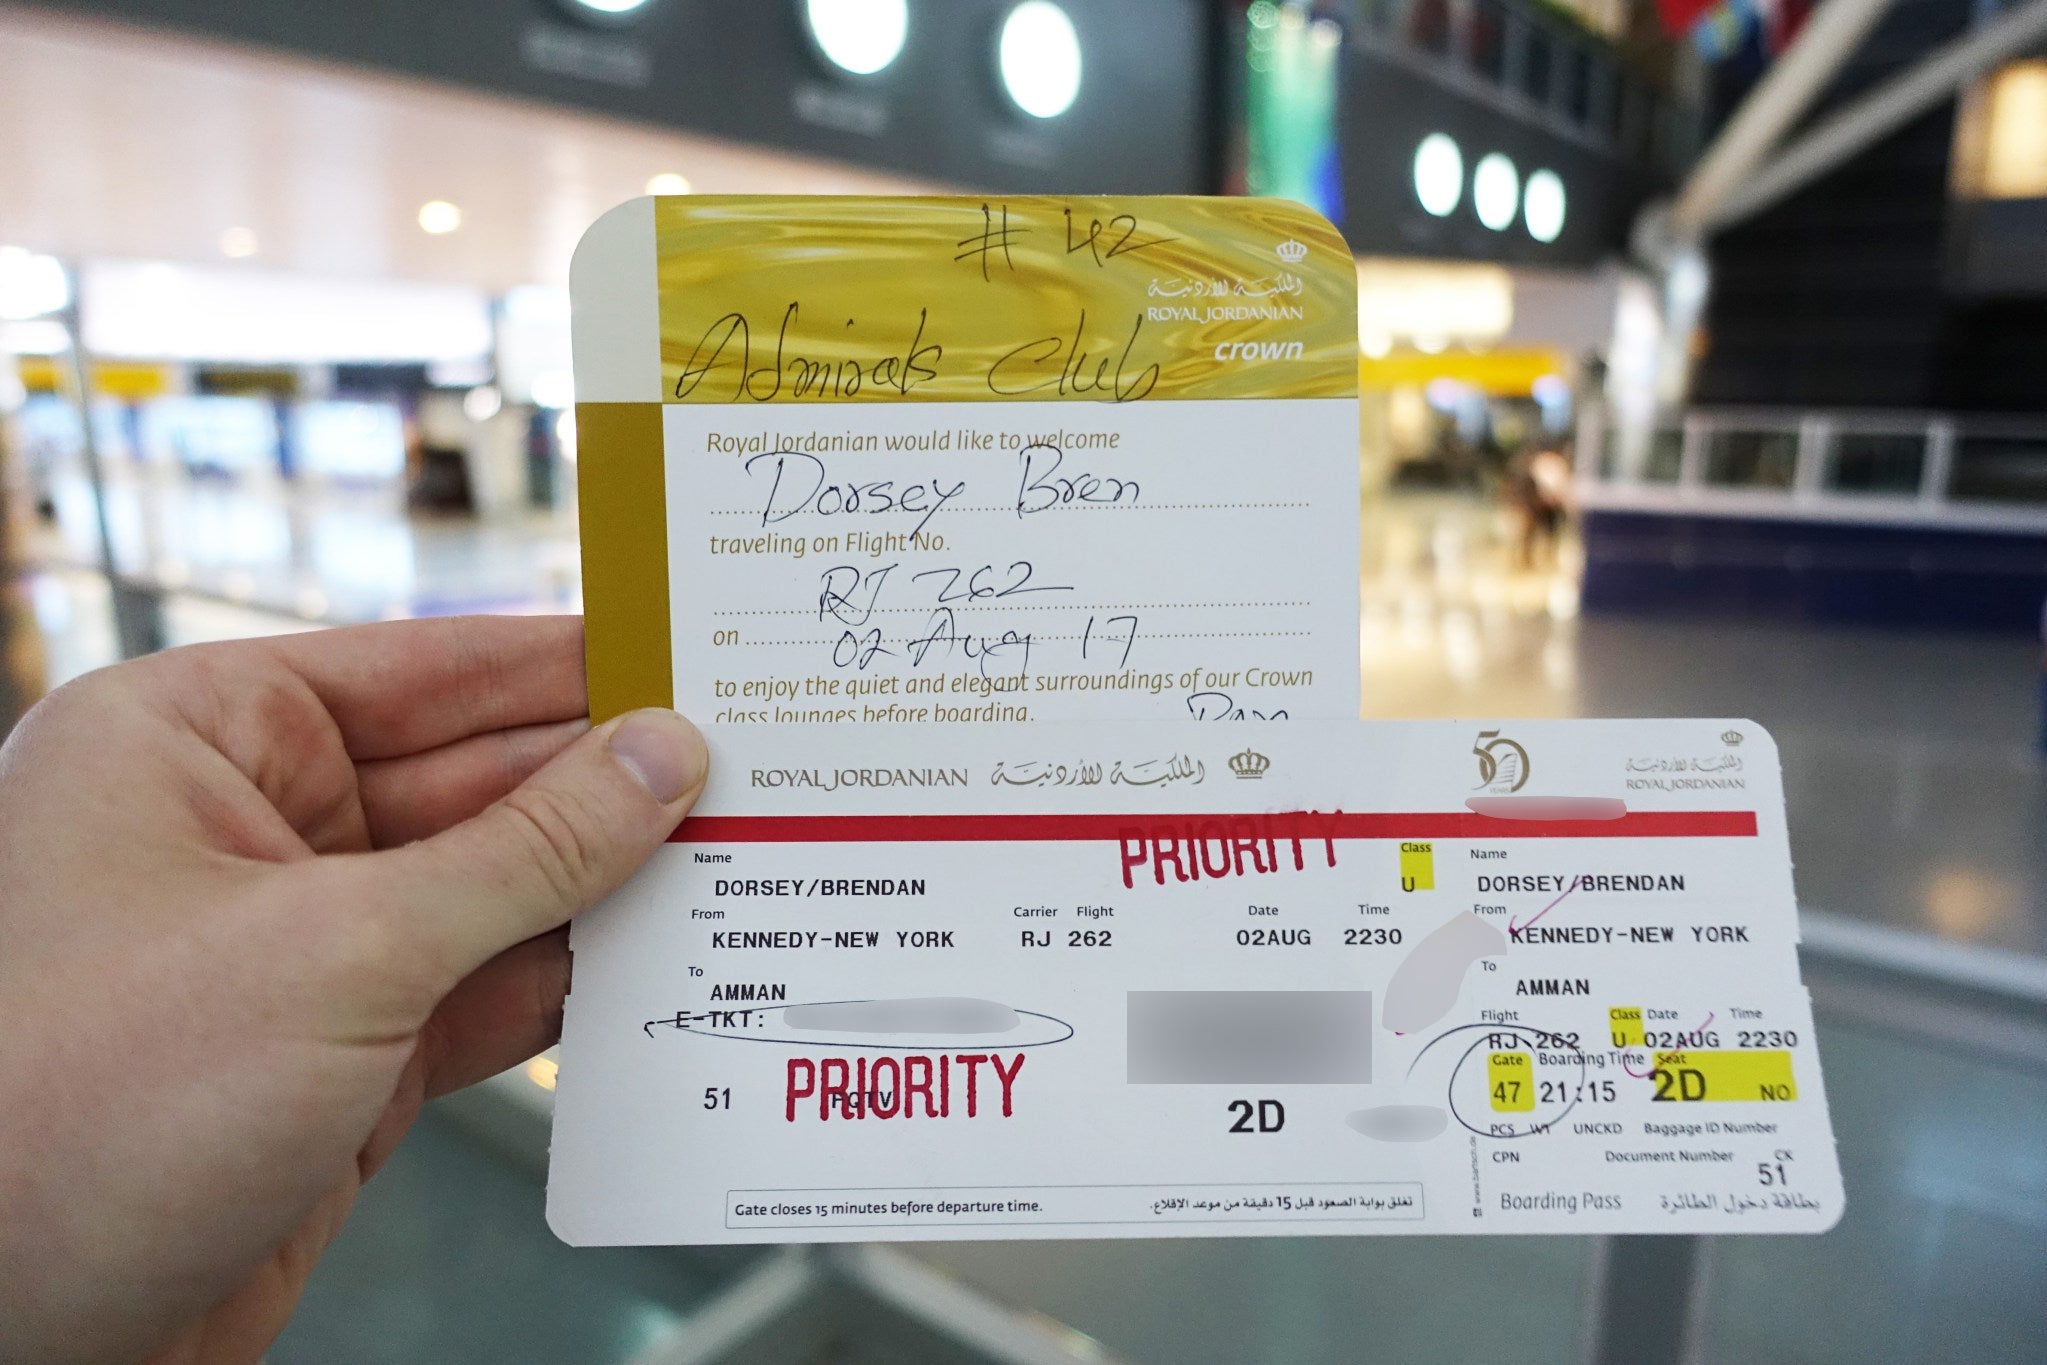 # 42
الملكية الأردنية
ROYAL JORDANIAN
crown
Admirals Club
Royal Jordanian would like to welcome
Dorsey Bren
traveling on Flight No.
RJ 262
on 02 Aug 17
to enjoy the quiet and elegant surroundings of our Crown
class lounges before boarding.
ROYAL JORDANIAN الملكية الأردنية
50 YEARS
الملكية الأردنية
ROYAL JORDANIAN
PRIORITY
Name
DORSEY/BRENDAN
Class
U
From
KENNEDY-NEW YORK
Carrier Flight Date Time
RJ 262 02AUG 2230
To
AMMAN
E-TKT:
51 PRIORITY FQTV
2D
Gate closes 15 minutes before departure time. تغلق بوابة الصعود قبل 15 دقيقة من موعد الإقلاع.
Name
DORSEY/BRENDAN
From
KENNEDY-NEW YORK
To
AMMAN
Flight Class Date Time
RJ 262 U 02AUG 2230
Gate Boarding Time Seat
47 21:15 2D NO
PCS WT UNCKD Baggage ID Number
CPN Document Number CK
51
Boarding Pass بطاقة دخول الطائرة